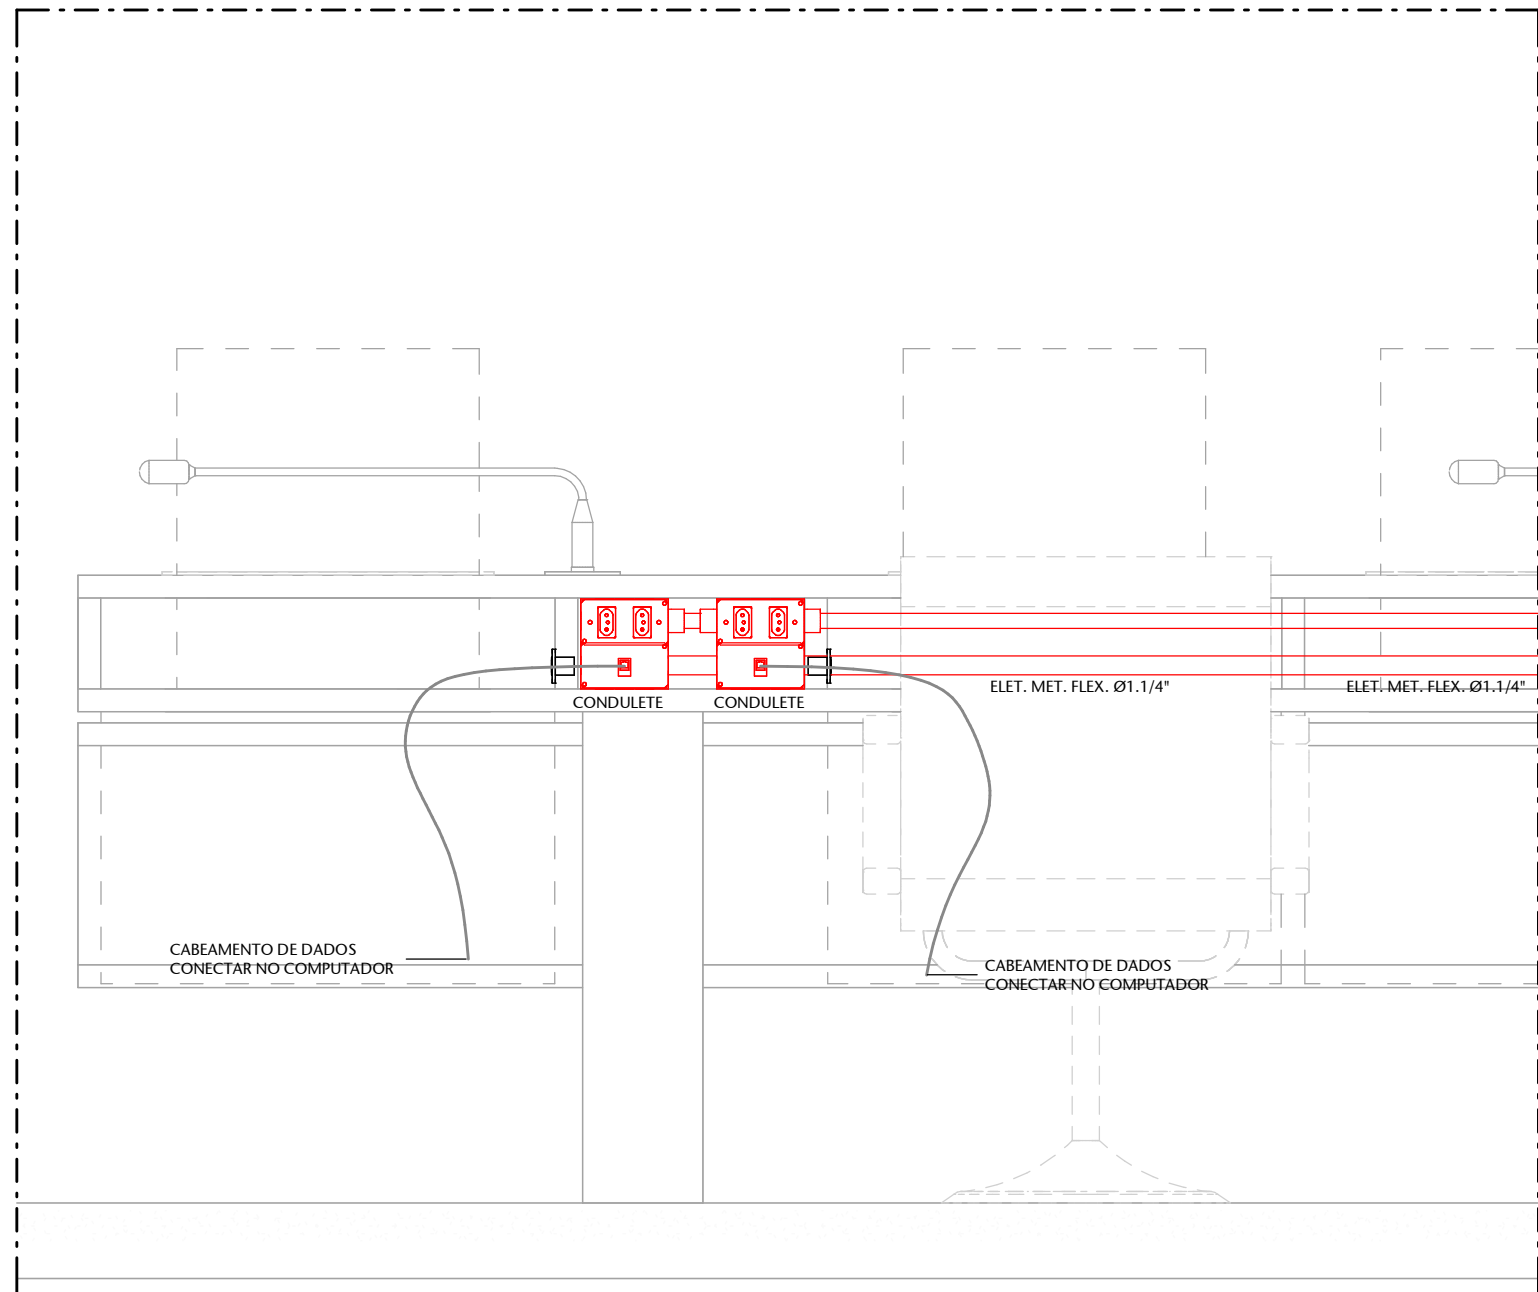 ELET. MET. FLEX. Ø1.1/4"
ELET. MET. FLEX. Ø1.1/4"
CONDULETE
CONDULETE
CABEAMENTO DE DADOS
CONECTAR NO COMPUTADOR
CABEAMENTO DE DADOS
CONECTAR NO COMPUTADOR